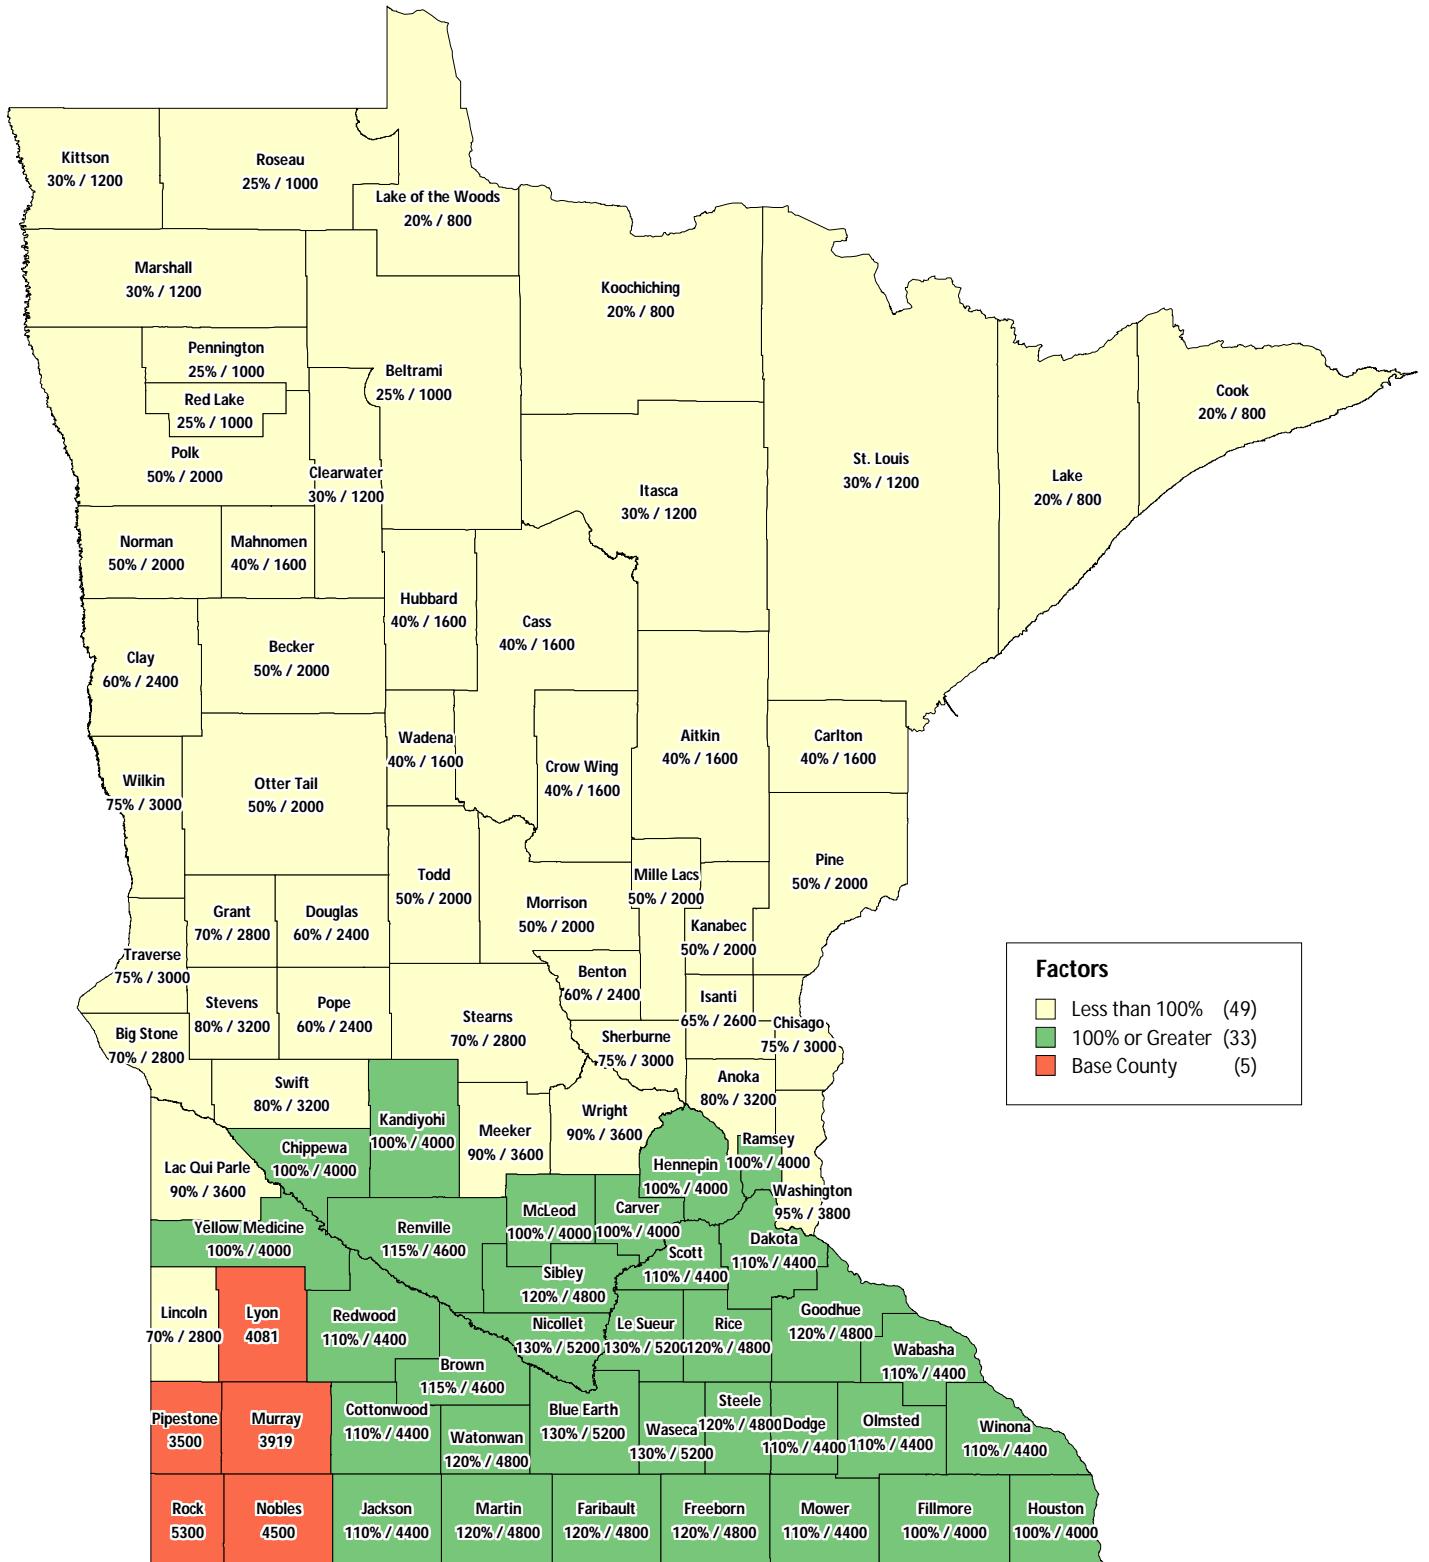 Kittson
30% / 1200
Roseau
25% / 1000
Lake of the Woods
20% / 800
Marshall
30% / 1200
Koochiching
20% / 800
Pennington
25% / 1000
Beltrami
25% / 1000
Red Lake
25% / 1000
Cook
20% / 800
Polk
50% / 2000
Clearwater
30% / 1200
St. Louis
30% / 1200
Lake
20% / 800
Itasca
30% / 1200
Norman
50% / 2000
Mahnomen
40% / 1600
Hubbard
40% / 1600
Cass
40% / 1600
Clay
60% / 2400
Becker
50% / 2000
Wadena
40% / 1600
Aitkin
40% / 1600
Carlton
40% / 1600
Crow Wing
40% / 1600
Wilkin
75% / 3000
Otter Tail
50% / 2000
Todd
50% / 2000
Mille Lacs
50% / 2000
Pine
50% / 2000
Grant
70% / 2800
Douglas
60% / 2400
Morrison
50% / 2000
Kanabec
50% / 2000
Traverse
75% / 3000
Benton
60% / 2400
Stevens
80% / 3200
Pope
60% / 2400
Stearns
70% / 2800
Isanti
65% / 2600
Chisago
75% / 3000
Big Stone
70% / 2800
Sherburne
75% / 3000
Swift
80% / 3200
Anoka
80% / 3200
Kandiyohi
100% / 4000
Wright
90% / 3600
Meeker
90% / 3600
Chippewa
100% / 4000
Ramsey
100% / 4000
Lac Qui Parle
90% / 3600
Hennepin
100% / 4000
Washington
95% / 3800
Yellow Medicine
100% / 4000
Renville
115% / 4600
McLeod
100% / 4000
Carver
100% / 4000
Scott
110% / 4400
Dakota
110% / 4400
Sibley
120% / 4800
Lincoln
70% / 2800
Lyon
4081
Redwood
110% / 4400
Nicollet
130% / 5200
Le Sueur
130% / 5200
Rice
120% / 4800
Goodhue
120% / 4800
Wabasha
110% / 4400
Brown
115% / 4600
Pipestone
3500
Murray
3919
Cottonwood
110% / 4400
Watonwan
120% / 4800
Blue Earth
130% / 5200
Waseca
130% / 5200
Steele
120% / 4800
Dodge
110% / 4400
Olmsted
110% / 4400
Winona
110% / 4400
Rock
5300
Nobles
4500
Jackson
110% / 4400
Martin
120% / 4800
Faribault
120% / 4800
Freeborn
120% / 4800
Mower
110% / 4400
Fillmore
100% / 4000
Houston
100% / 4000
Factors
Less than 100% (49)
100% or Greater (33)
Base County (5)